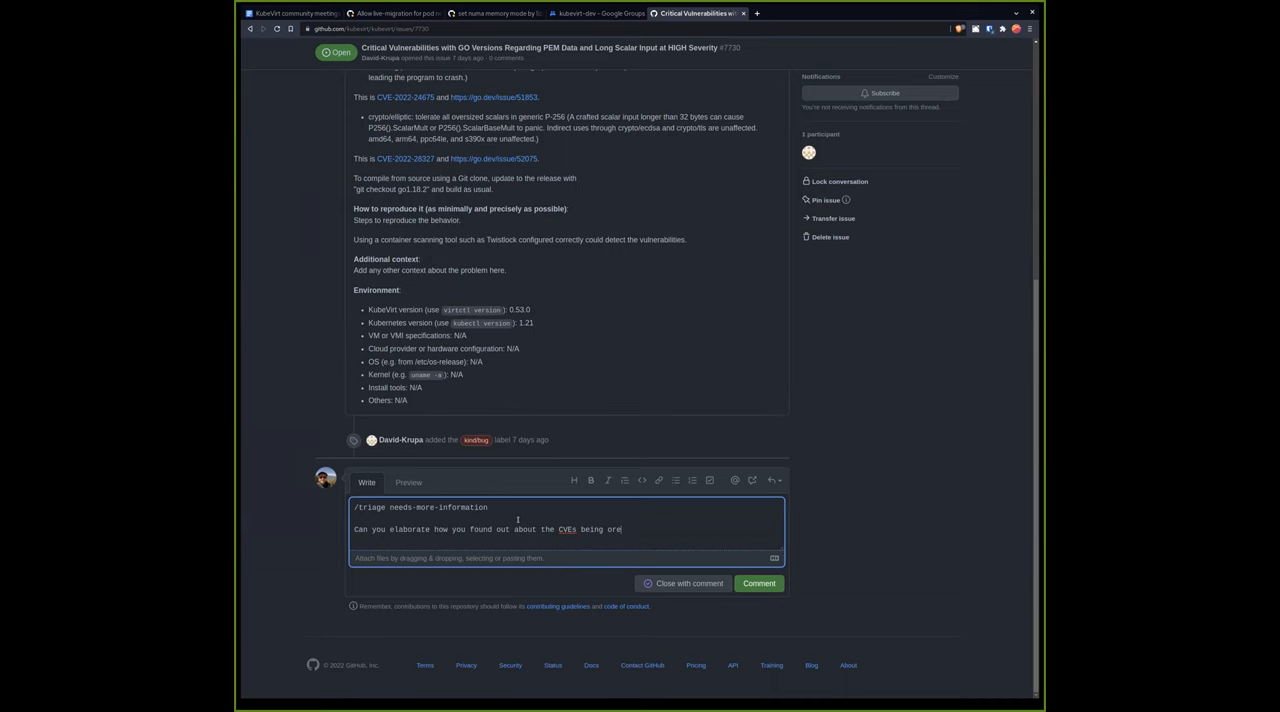 KubeVirt community meeting
Allow live-migration for pod n
set numa memory mode by li
kubevirt-dev - Google Groups
Critical Vulnerabilities wit
github.com/kubevirt/kubevirt/issues/7730
Open
Critical Vulnerabilities with GO Versions Regarding PEM Data and Long Scalar Input at HIGH Severity #7730
David-Krupa opened this issue 7 days ago · 0 comments
leading the program to crash.)
This is CVE-2022-24675 and https://go.dev/issue/51853.
crypto/elliptic: tolerate all oversized scalars in generic P-256 (A crafted scalar input longer than 32 bytes can cause
P256().ScalarMult or P256().ScalarBaseMult to panic. Indirect uses through crypto/ecdsa and crypto/tls are unaffected.
amd64, arm64, ppc64le, and s390x are unaffected.)
This is CVE-2022-28327 and https://go.dev/issue/52075.
To compile from source using a Git clone, update to the release with
"git checkout go1.18.2" and build as usual.
How to reproduce it (as minimally and precisely as possible):
Steps to reproduce the behavior.
Using a container scanning tool such as Twistlock configured correctly could detect the vulnerabilities.
Additional context:
Add any other context about the problem here.
Environment:
KubeVirt version (use virtctl version): 0.53.0
Kubernetes version (use kubectl version): 1.21
VM or VMI specifications: N/A
Cloud provider or hardware configuration: N/A
OS (e.g. from /etc/os-release): N/A
Kernel (e.g. uname -a): N/A
Install tools: N/A
Others: N/A
David-Krupa added the kind/bug label 7 days ago
Write
Preview
/triage needs-more-information
Can you elaborate how you found out about the CVEs being ore
Attach files by dragging & dropping, selecting or pasting them.
Close with comment
Comment
Remember, contributions to this repository should follow its contributing guidelines and code of conduct.
Notifications
Customize
Subscribe
You're not receiving notifications from this thread.
1 participant
Lock conversation
Pin issue
Transfer issue
Delete issue
© 2022 GitHub, Inc.
Terms
Privacy
Security
Status
Docs
Contact GitHub
Pricing
API
Training
Blog
About